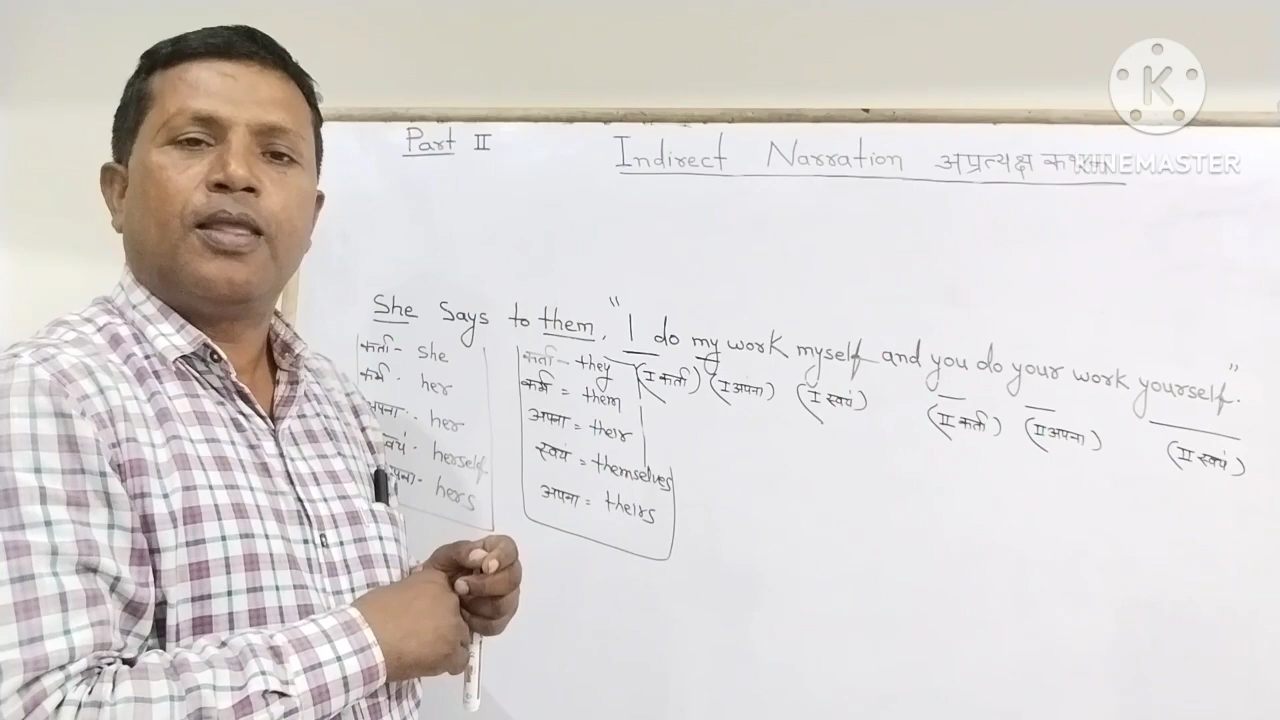 Part II
Indirect Narration अप्रत्यक्ष
K
KINEMASTER
She Says to them, "I do my work myself and you do your work yourself."
(I कर्ता) (I अपना) (I स्वयं) (II कर्ता) (II अपना) (II स्वयं)
कर्ता - she
कर्म - her
अपना - her
स्वयं - herself
अपना - hers
कर्ता - they
कर्म = them
अपना = their
स्वयं = themselves
अपना = theirs